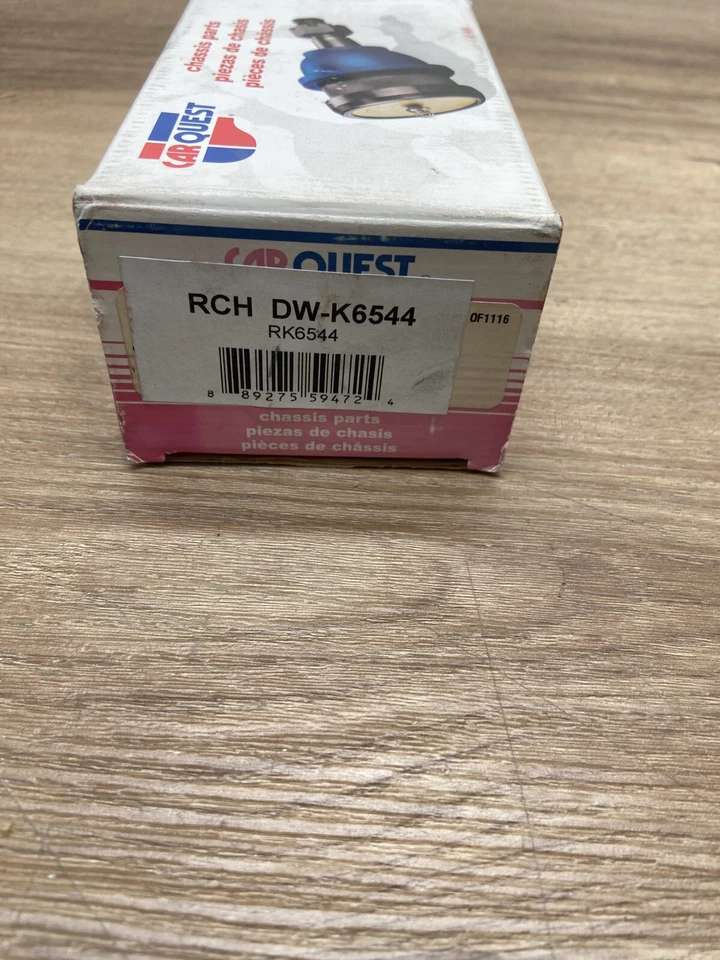 chassis parts
piezas de chasis
pièces de châssis
CARQUEST
CARQUEST
RCH DW-K6544
RK6544
0F1116
8 89275 59472 4
chassis parts
piezas de chasis
pièces de châssis